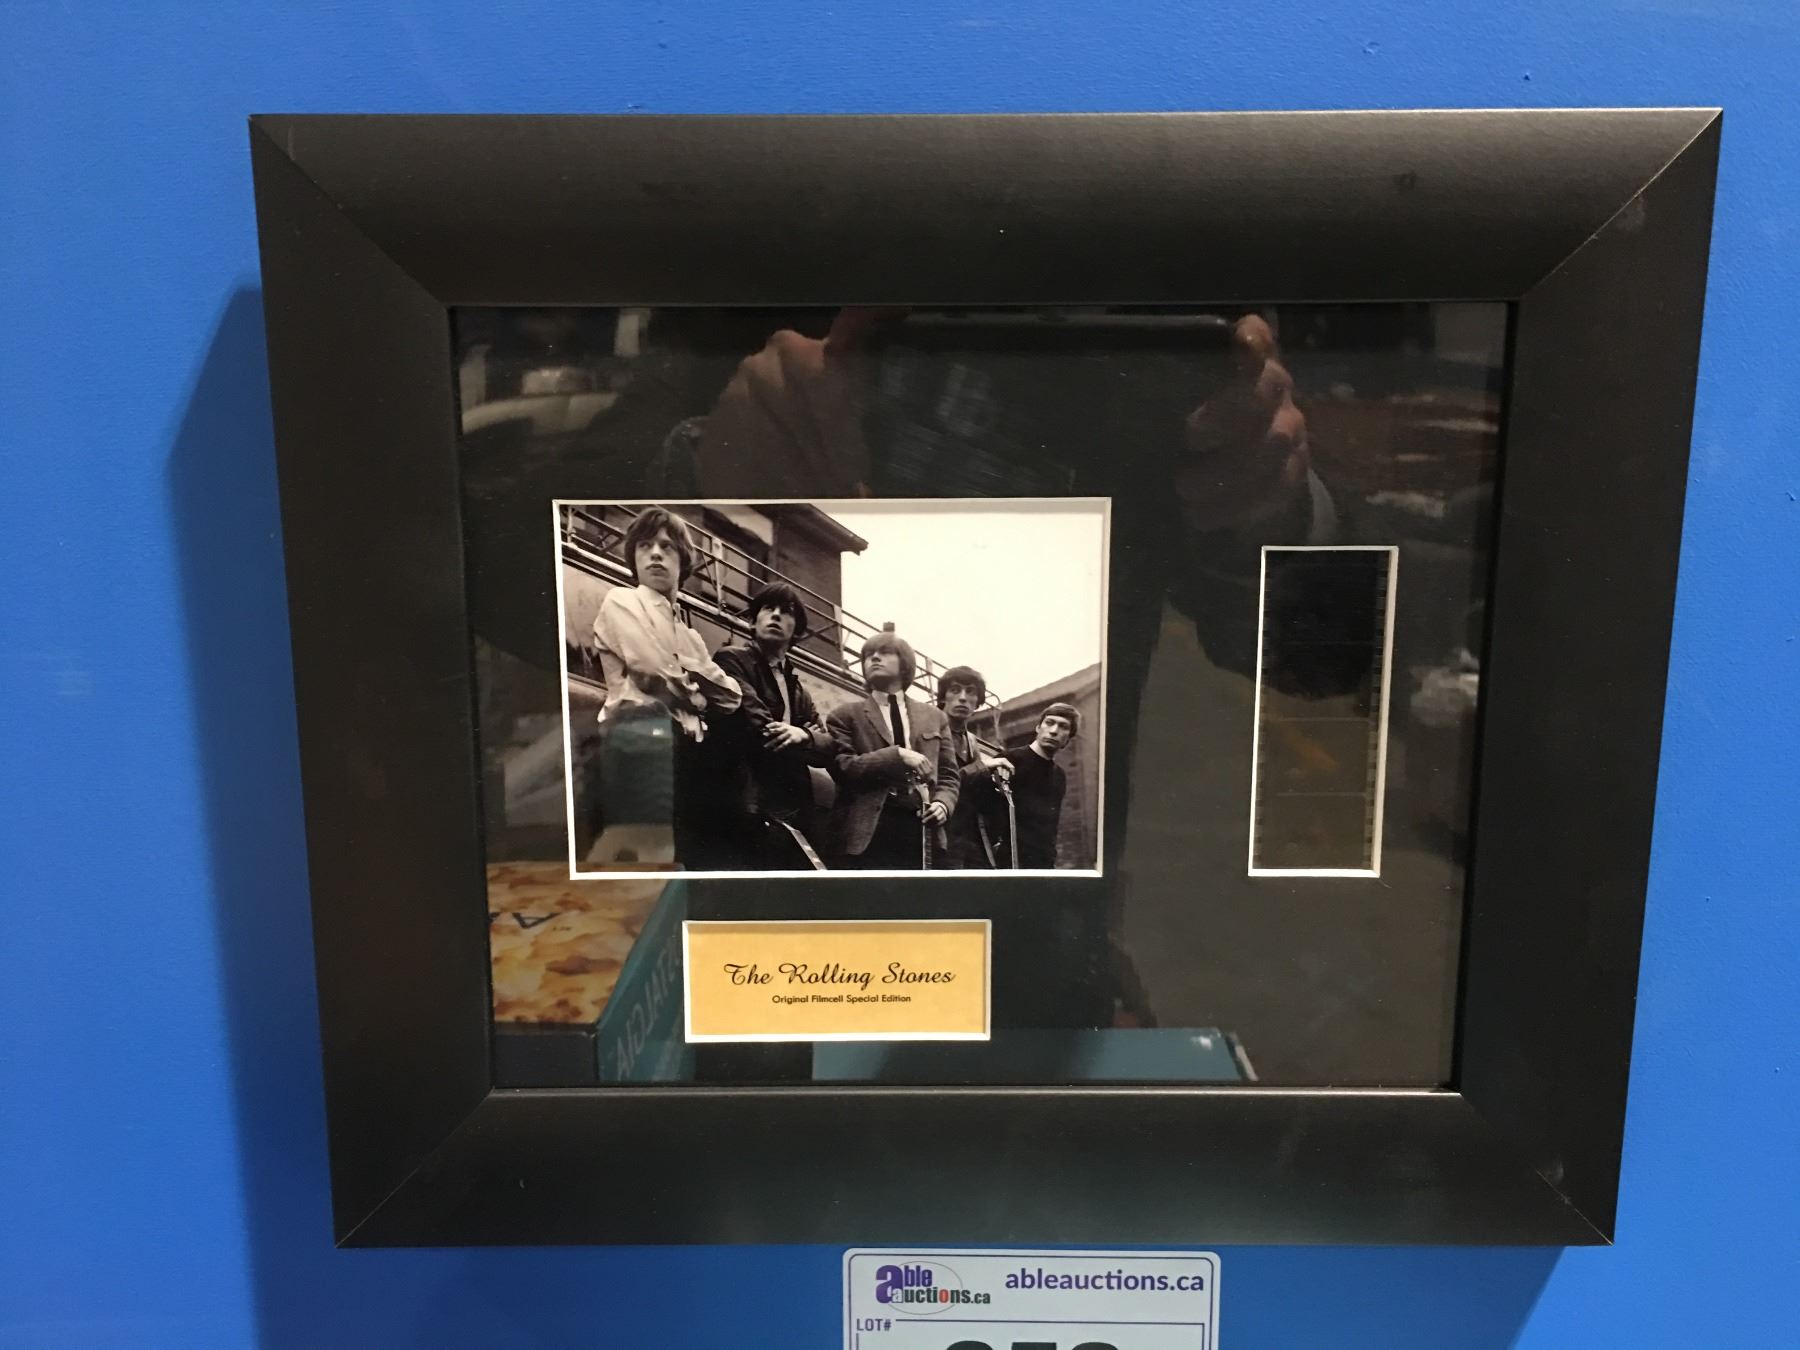 The Rolling Stones
Original Filmcell Special Edition
able auctions.ca
ableauctions.ca
LOT#